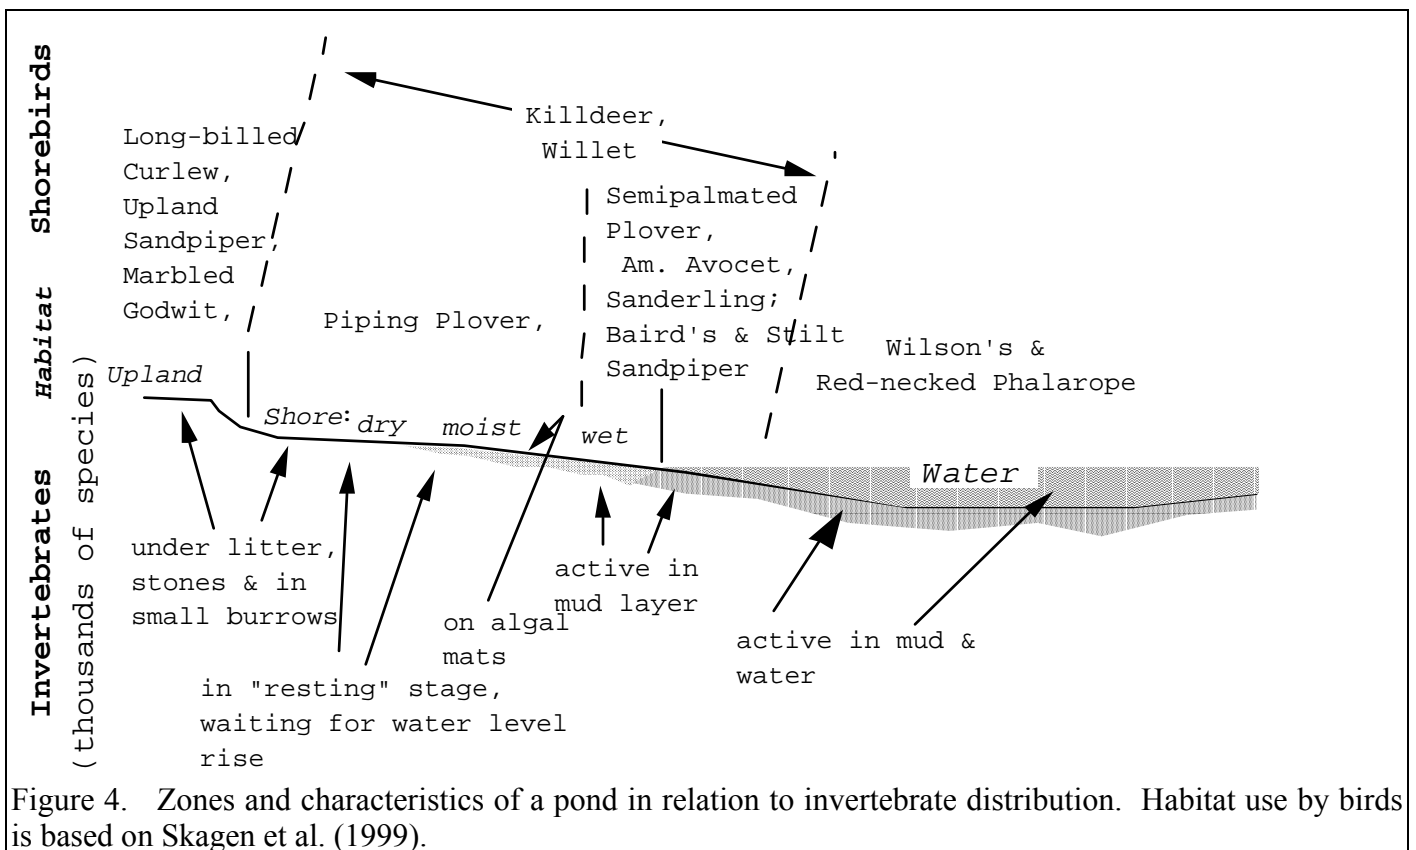 Shorebirds
Habitat
Invertebrates
(thousands of species)
Long-billed
Curlew,
Upland
Sandpiper,
Marbled
Godwit,
Killdeer,
Willet
Piping Plover,
Semipalmated
Plover,
Am. Avocet,
Sanderling;
Baird's & Stilt
Sandpiper
Wilson's &
Red-necked Phalarope
Upland
Shore: dry moist wet
Water
under litter,
stones & in
small burrows
in "resting" stage,
waiting for water level
rise
on algal
mats
active in
mud layer
active in mud &
water
Figure 4. Zones and characteristics of a pond in relation to invertebrate distribution. Habitat use by birds
is based on Skagen et al. (1999).